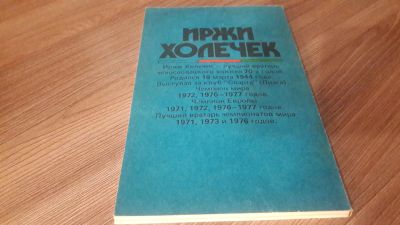 ИРЖИ
ХОЛЕЧЕК
Иржи Холечек — лучший вратарь
чехословацкого хоккея 70-х годов.
Родился 18 марта 1944 года.
Выступал за клуб "Спарта" (Прага).
Чемпион мира
1972, 1976–1977 годов.
Чемпион Европы
1971, 1972, 1976–1977 годов.
Лучший вратарь чемпионатов мира
1971, 1973 и 1976 годов.